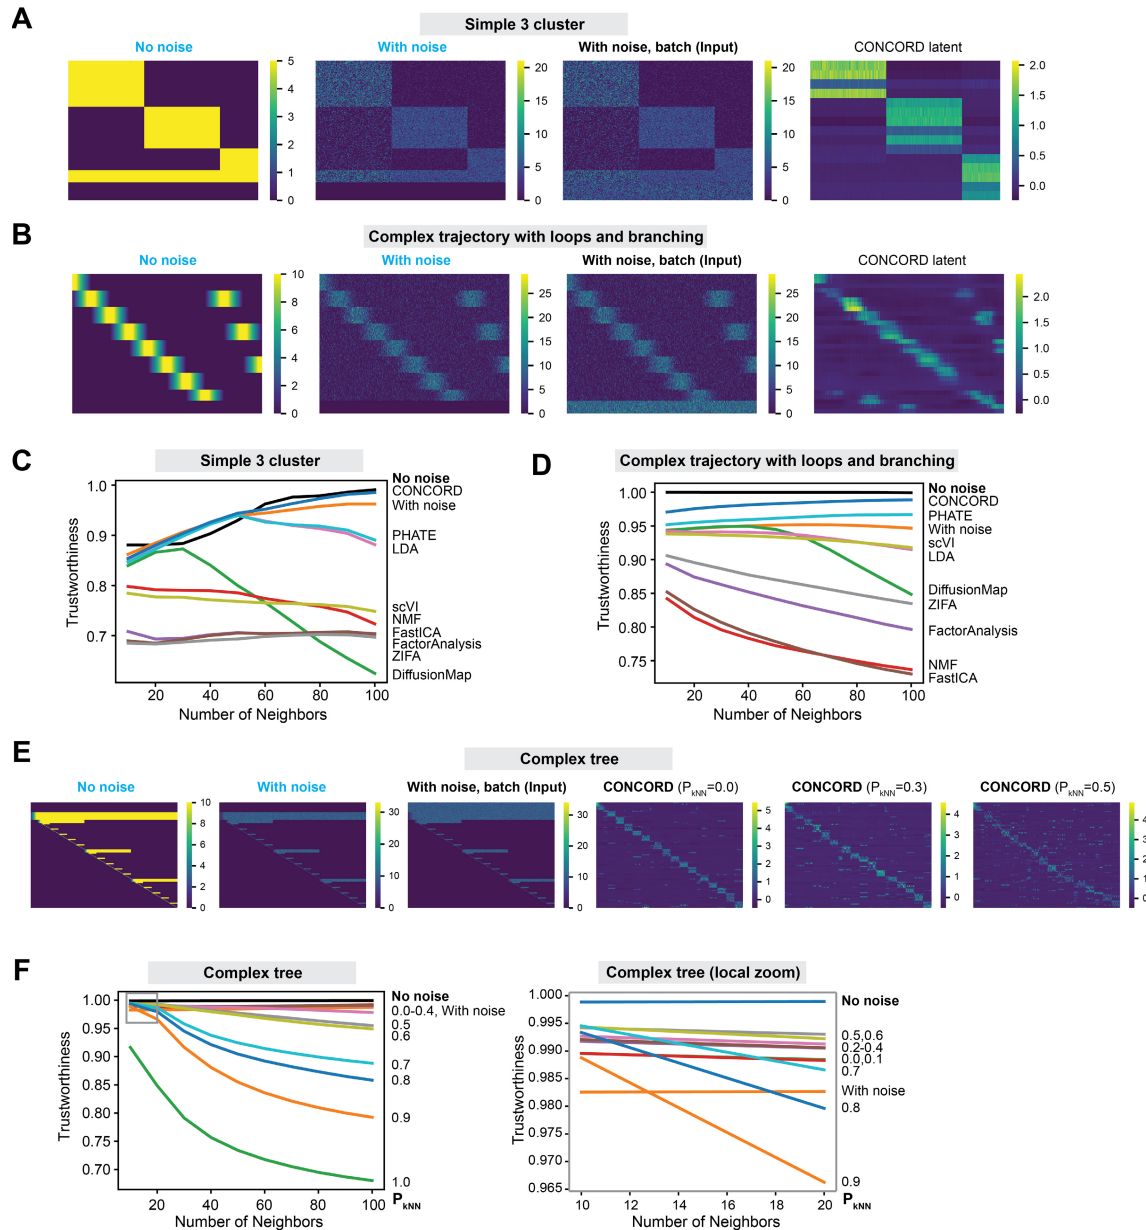 A
Simple 3 cluster
No noise
With noise
With noise, batch (Input)
CONCORD latent
5
4
3
2
1
0
20
15
10
5
0
20
15
10
5
0
2.0
1.5
1.0
0.5
0.0
B
Complex trajectory with loops and branching
No noise
With noise
With noise, batch (Input)
CONCORD latent
10
8
6
4
2
0
25
20
15
10
5
0
25
20
15
10
5
0
2.0
1.5
1.0
0.5
0.0
C
Simple 3 cluster
Trustworthiness
1.0
0.9
0.8
0.7
20 40 60 80 100
Number of Neighbors
No noise
CONCORD
With noise
PHATE
LDA
scVI
NMF
FastICA
FactorAnalysis
ZIFA
DiffusionMap
D
Complex trajectory with loops and branching
Trustworthiness
1.00
0.95
0.90
0.85
0.80
0.75
20 40 60 80 100
Number of Neighbors
No noise
CONCORD
PHATE
With noise
scVI
LDA
DiffusionMap
ZIFA
FactorAnalysis
NMF
FastICA
E
Complex tree
No noise
With noise
With noise, batch (Input)
CONCORD (PkNN=0.0)
CONCORD (PkNN=0.3)
CONCORD (PkNN=0.5)
10
8
6
4
2
0
30
20
10
0
30
20
10
0
5
4
3
2
1
0
4
3
2
1
0
4
3
2
1
0
F
Complex tree
Trustworthiness
1.00
0.95
0.90
0.85
0.80
0.75
0.70
20 40 60 80 100
Number of Neighbors
No noise
0.0-0.4, With noise
0.5
0.6
0.7
0.8
0.9
1.0
PkNN
Complex tree (local zoom)
Trustworthiness
1.000
0.995
0.990
0.985
0.980
0.975
0.970
0.965
10 12 14 16 18 20
Number of Neighbors
No noise
0.5,0.6
0.2-0.4
0.0,0.1
0.7
With noise
0.8
0.9
PkNN